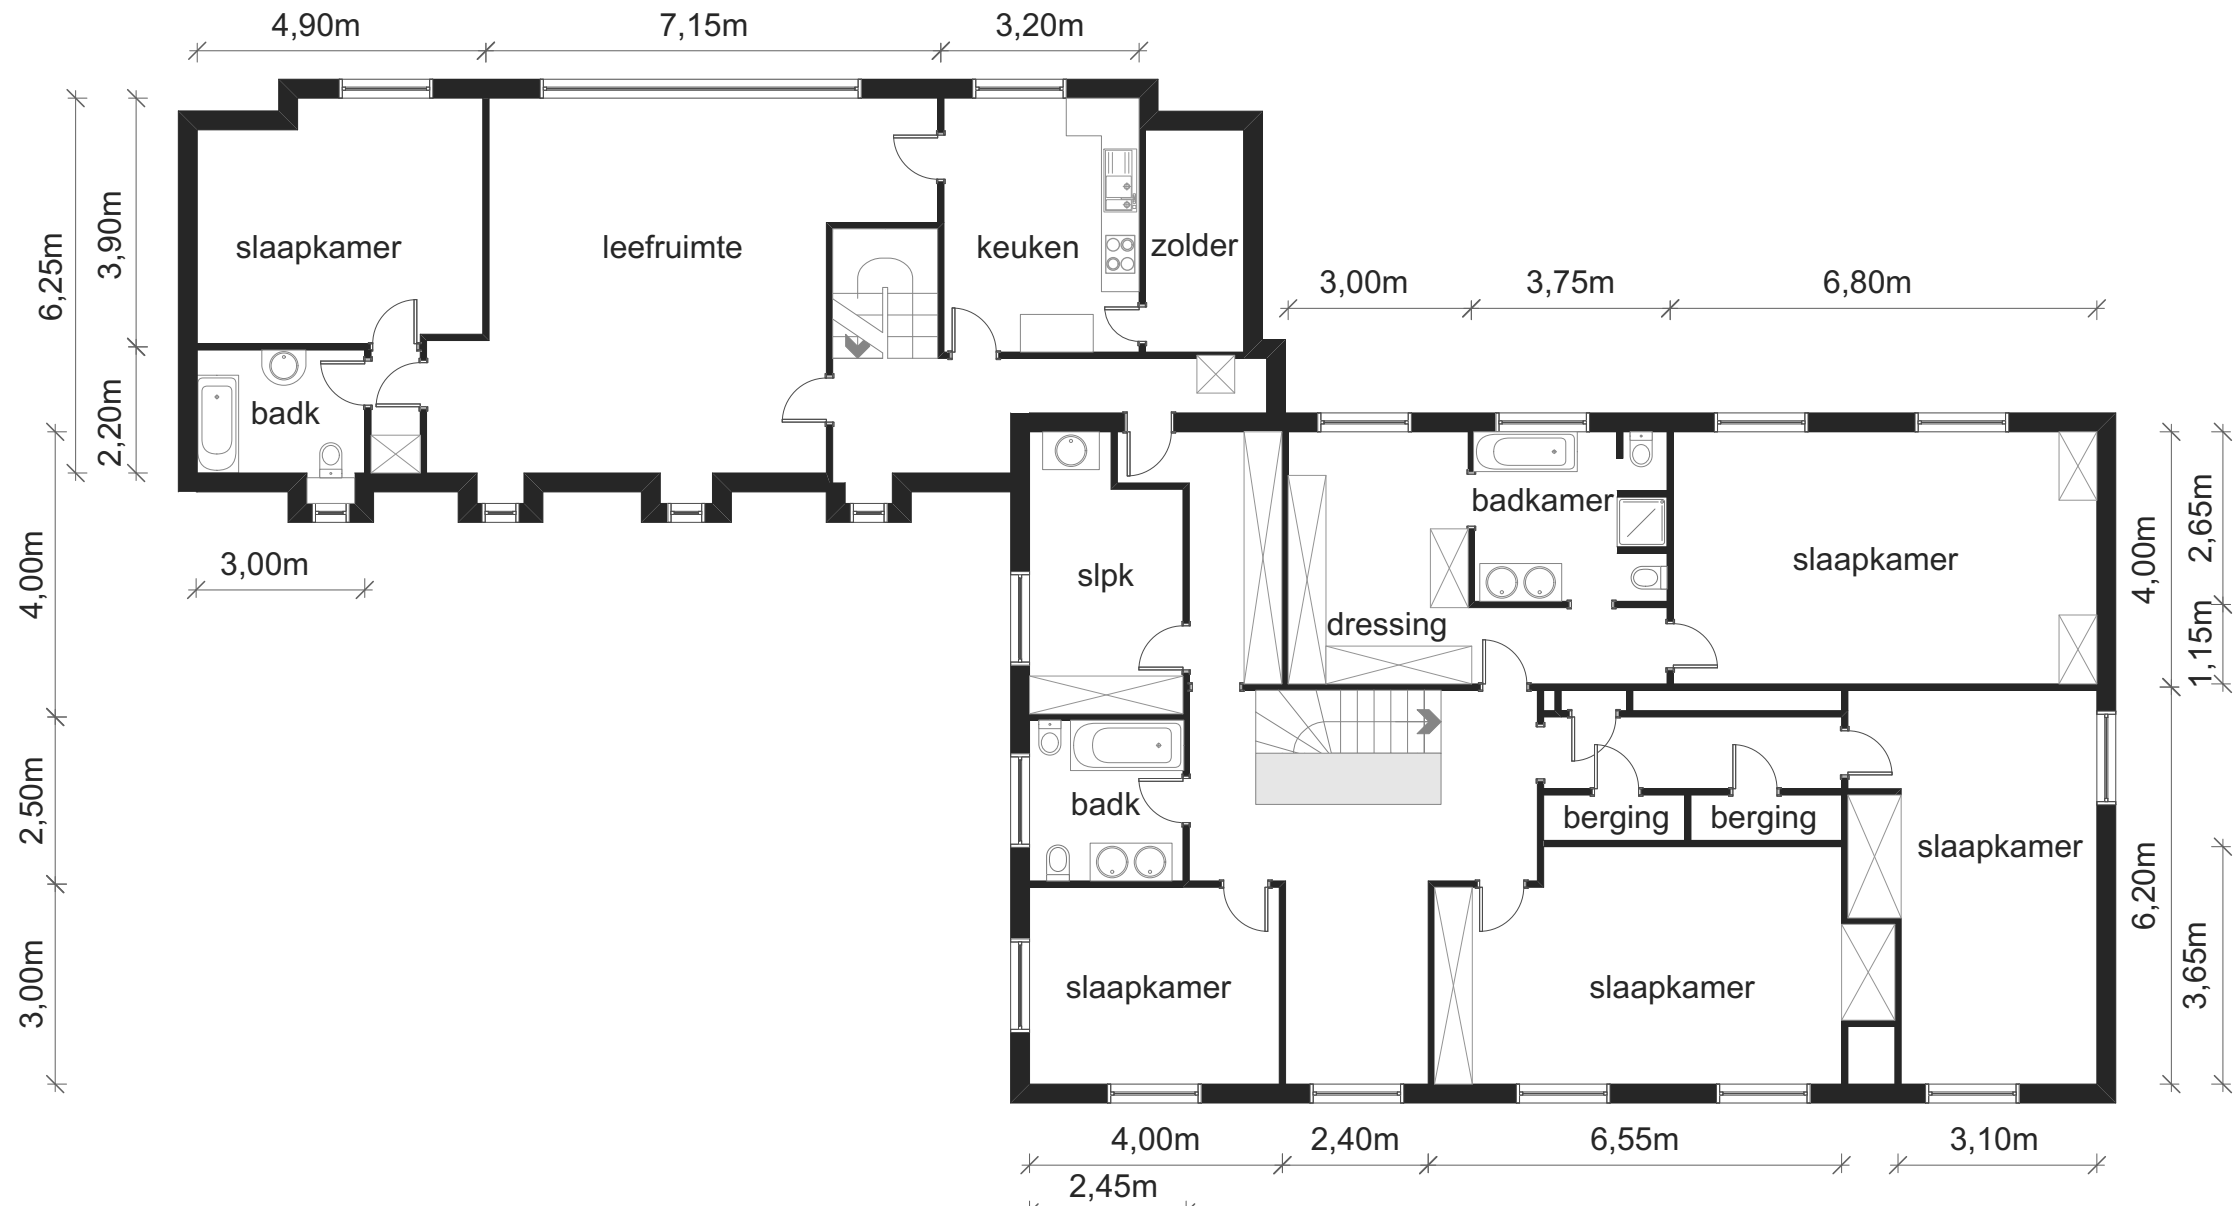 4,90m
7,15m
3,20m
6,25m
3,90m
2,20m
slaapkamer
leefruimte
keuken
zolder
badk
3,00m
3,00m
3,75m
6,80m
4,00m
2,50m
3,00m
slpk
badkamer
dressing
slaapkamer
4,00m
2,65m
1,15m
badk
berging
berging
slaapkamer
6,20m
3,65m
slaapkamer
slaapkamer
4,00m
2,40m
6,55m
3,10m
2,45m